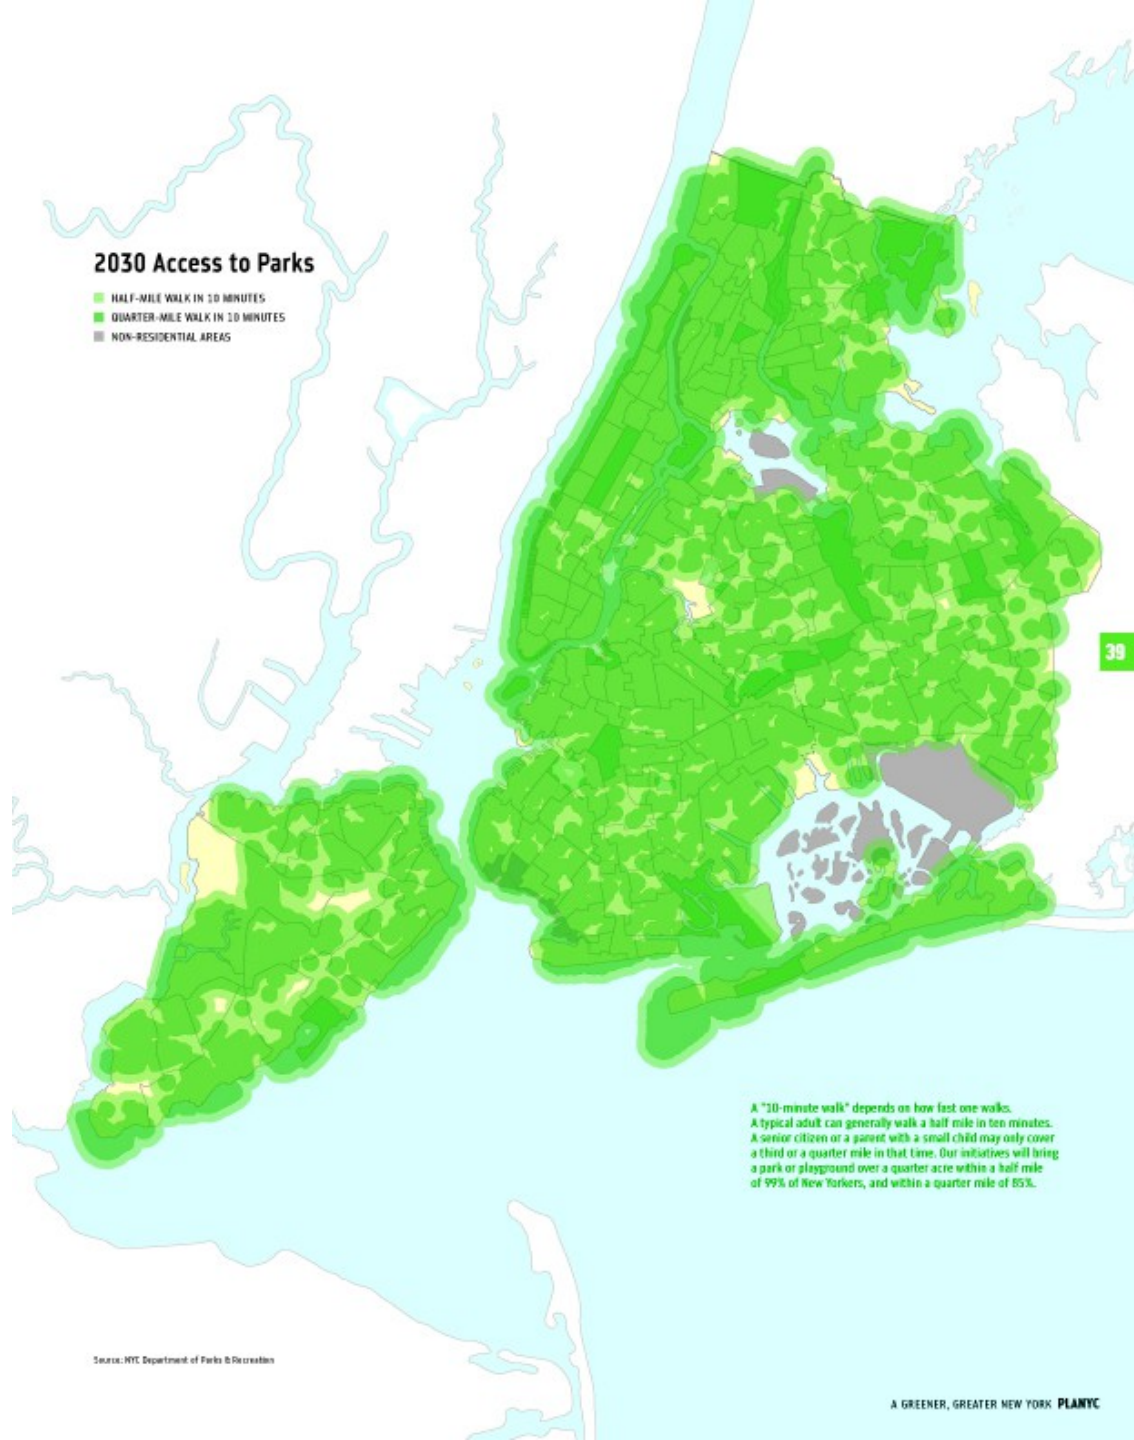 2030 Access to Parks
HALF-MILE WALK IN 10 MINUTES
QUARTER-MILE WALK IN 10 MINUTES
NON-RESIDENTIAL AREAS
39
A "10-minute walk" depends on how fast one walks.
A typical adult can generally walk a half mile in ten minutes.
A senior citizen or a parent with a small child may only cover
a third or a quarter mile in that time. Our initiatives will bring
a park or playground over a quarter acre within a half mile
of 99% of New Yorkers, and within a quarter mile of 85%.
Source: NYC Department of Parks & Recreation
A GREENER, GREATER NEW YORK PLANYC